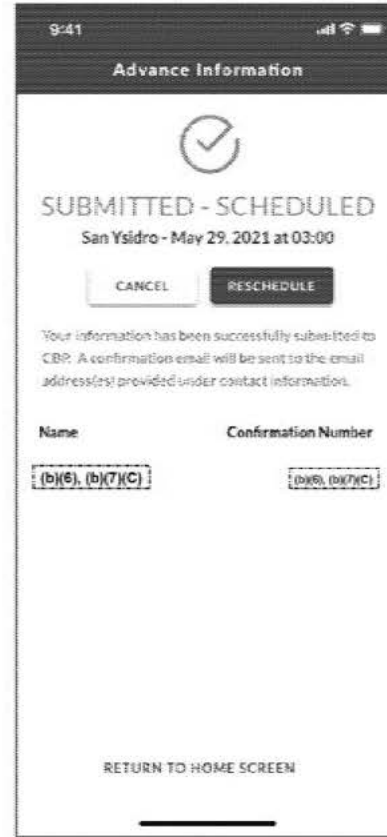 9:41
Advance Information
SUBMITTED - SCHEDULED
San Ysidro - May 29, 2021 at 03:00
CANCEL RESCHEDULE
Your information has been successfully submitted to
CBP. A confirmation email will be sent to the email
address(es) provided under contact information.
Name Confirmation Number
(b)(6), (b)(7)(C) (b)(6), (b)(7)(C)
RETURN TO HOME SCREEN